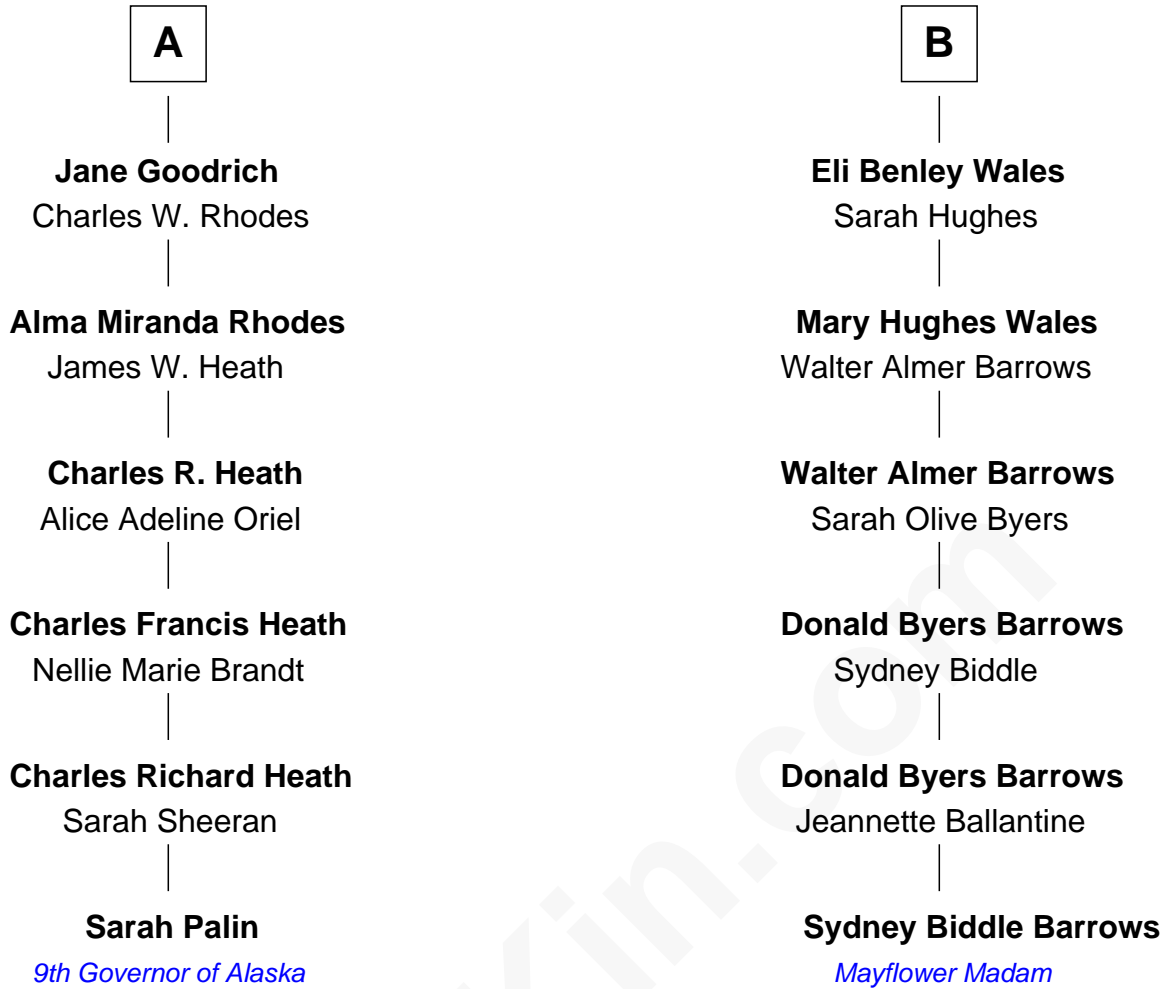 A
Jane Goodrich
Charles W. Rhodes
Alma Miranda Rhodes
James W. Heath
Charles R. Heath
Alice Adeline Oriel
Charles Francis Heath
Nellie Marie Brandt
Charles Richard Heath
Sarah Sheeran
Sarah Palin
9th Governor of Alaska
B
Eli Benley Wales
Sarah Hughes
Mary Hughes Wales
Walter Almer Barrows
Walter Almer Barrows
Sarah Olive Byers
Donald Byers Barrows
Sydney Biddle
Donald Byers Barrows
Jeannette Ballantine
Sydney Biddle Barrows
Mayflower Madam
Kin.com